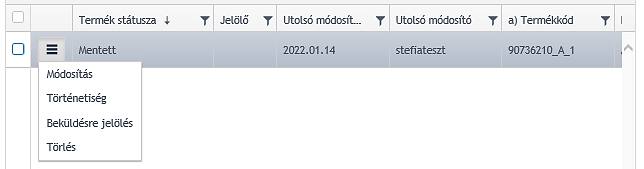 Termék státusza ↓ Jelölő Utolsó módosít... Utolsó módosító a) Termékkód
Mentett 2022.01.14 stefiateszt 90736210_A_1
Módosítás
Történetiség
Beküldésre jelölés
Törlés